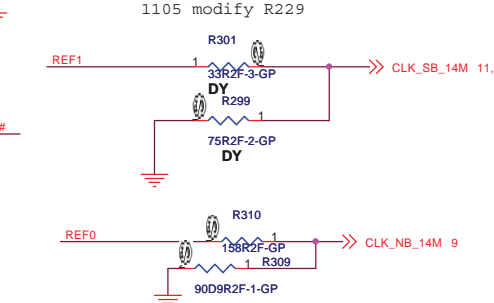 1105 modify R229
R301
REF1
1
33R2F-3-GP
DY
CLK_SB_14M 11,
R299
1
75R2F-2-GP
DY
#
R310
REF0
1
158R2F-GP
CLK_NB_14M 9
1
R309
90D9R2F-1-GP